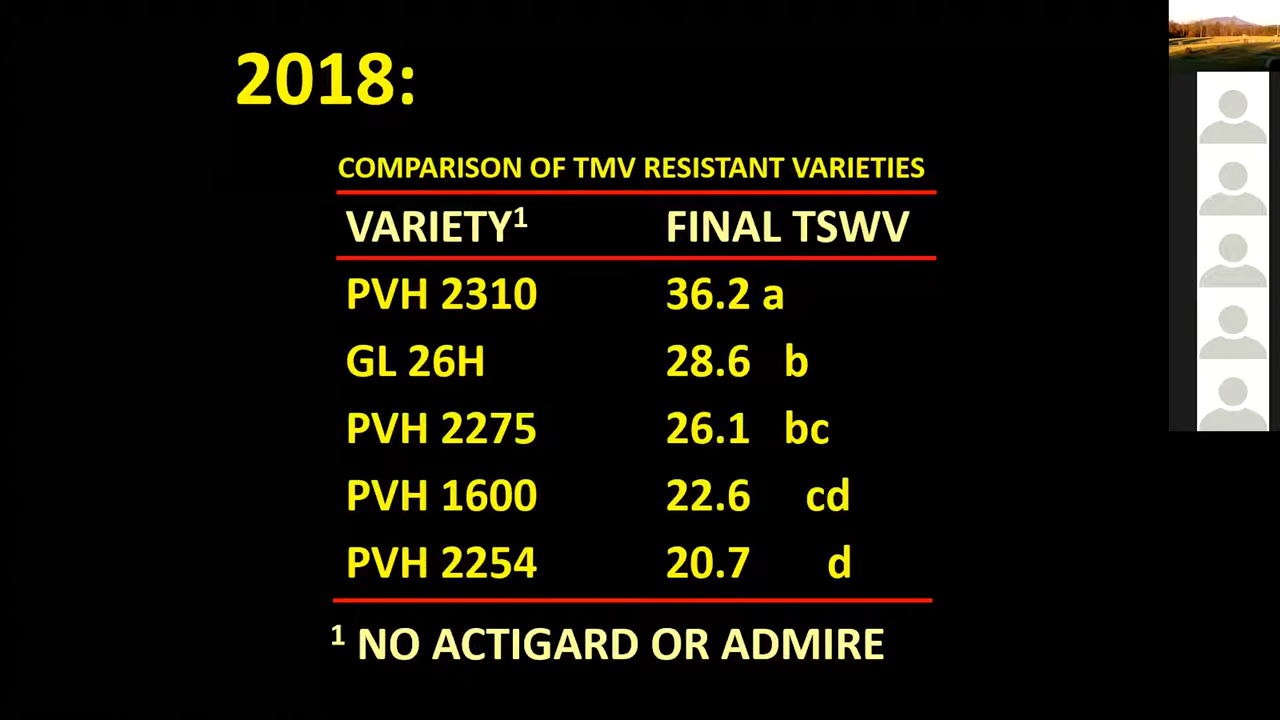 2018:
COMPARISON OF TMV RESISTANT VARIETIES
VARIETY¹ FINAL TSWV
PVH 2310 36.2 a
GL 26H 28.6 b
PVH 2275 26.1 bc
PVH 1600 22.6 cd
PVH 2254 20.7 d
¹ NO ACTIGARD OR ADMIRE